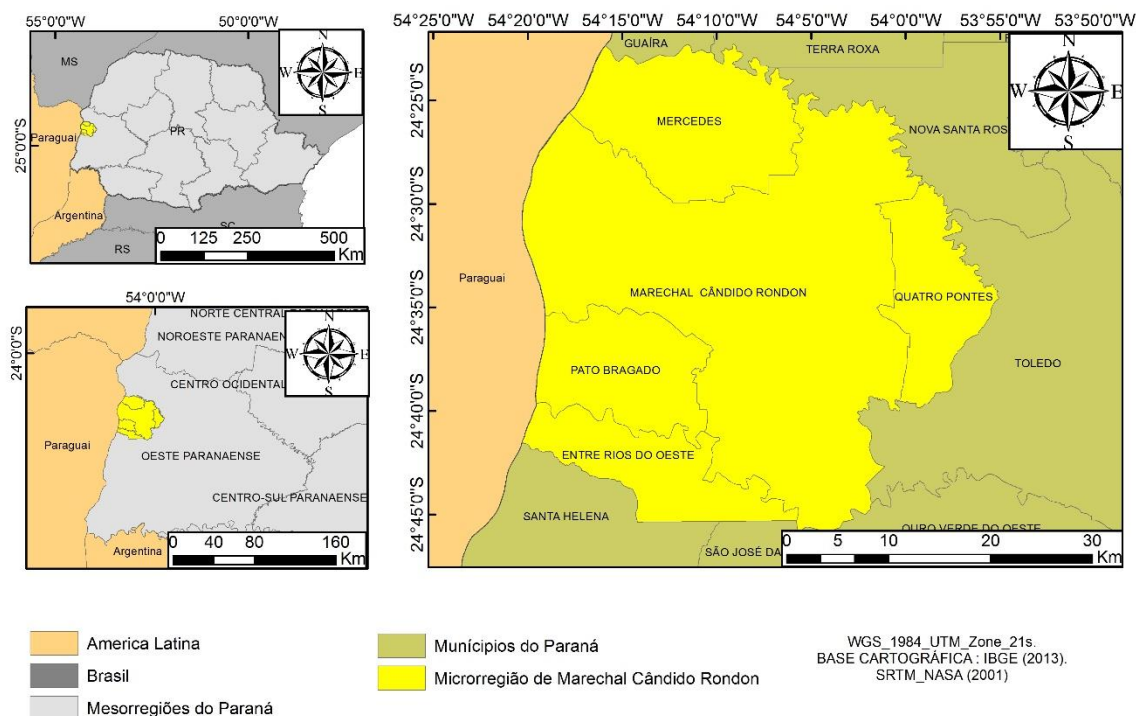 55°0'0"W 50°0'0"W
MS
N
W E
S
Paraguai
PR
25°0'0"S
Argentina
SC
RS
0 125 250 500
Km
54°0'0"W
NORTE CENTRAL
NOROESTE PARANAEN
N
W E
S
24°0'0"S
CENTRO OCIDENTAL
Paraguai
OESTE PARANAENSE
CENTRO-SUL PARANAENSE
Argentina
0 40 80 160
Km
54°25'0"W 54°20'0"W 54°15'0"W 54°10'0"W 54°5'0"W 54°0'0"W 53°55'0"W 53°50'0"W
GUAÍRA
TERRA ROXA
N
W E
S
24°25'0"S
MERCEDES
NOVA SANTA ROS
24°30'0"S
Paraguai
MARECHAL CÂNDIDO RONDON
QUATRO PONTES
24°35'0"S
PATO BRAGADO
TOLEDO
24°40'0"S
ENTRE RIOS DO OESTE
SANTA HELENA
24°45'0"S
OURO VERDE DO OESTE
SÃO JOSÉ DA
0 5 10 20 30
Km
America Latina
Brasil
Mesorregiões do Paraná
Munícipios do Paraná
Microrregião de Marechal Cândido Rondon
WGS_1984_UTM_Zone_21s.
BASE CARTOGRÁFICA : IBGE (2013).
SRTM_NASA (2001)